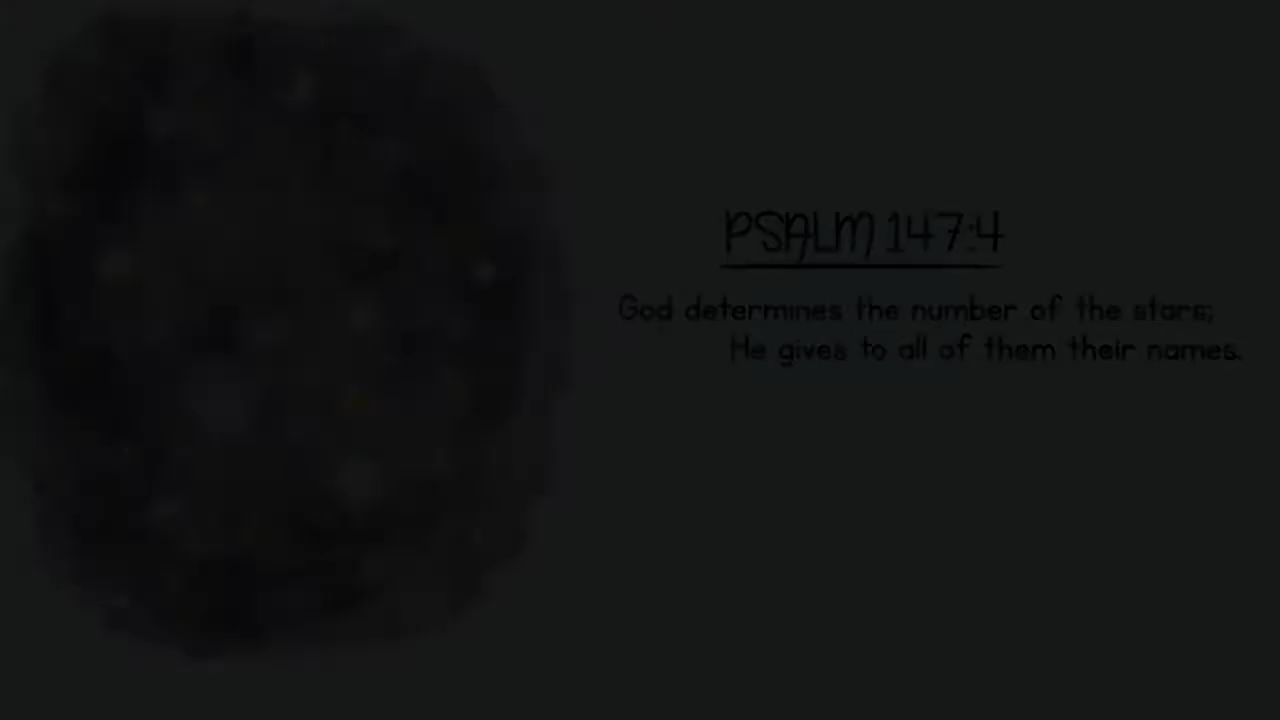 PSALM 147:4
God determines the number of the stars;
He gives to all of them their names.